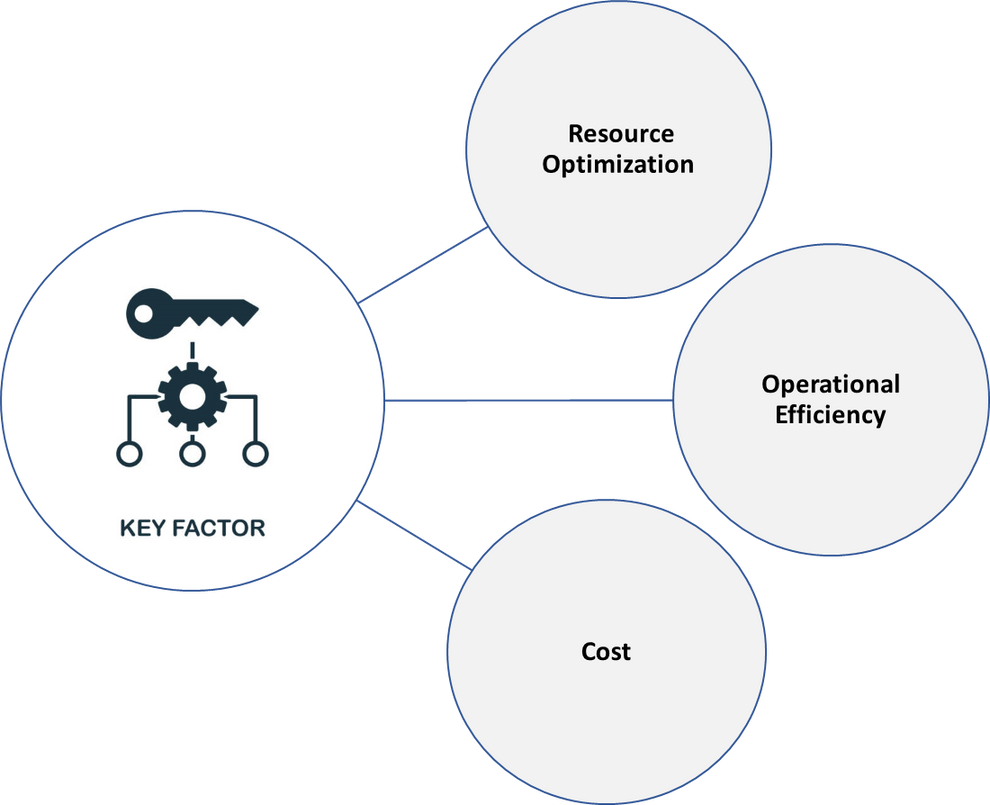 Resource
Optimization
Operational
Efficiency
KEY FACTOR
Cost